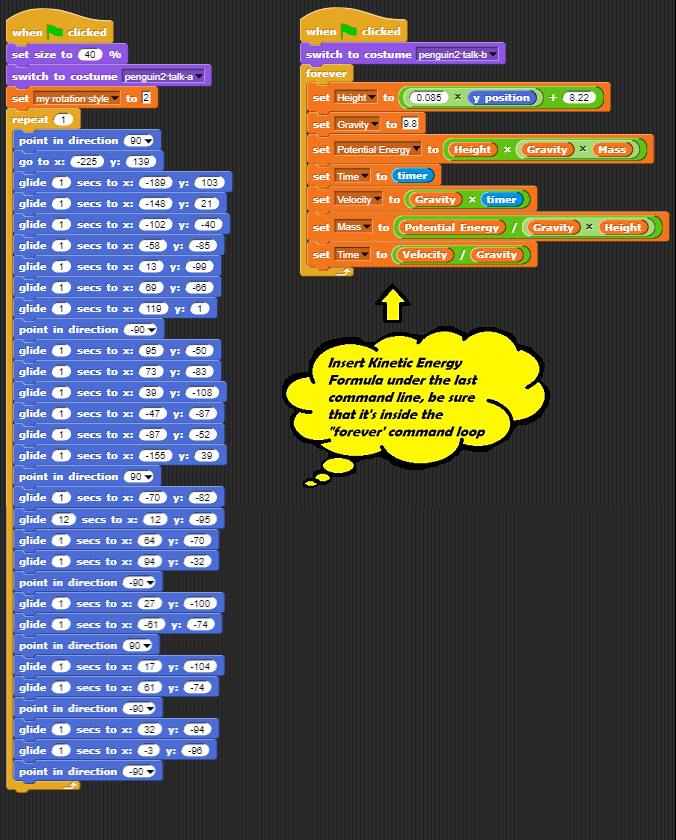 when clicked
set size to 40 %
switch to costume penguin2 talk-a
set my rotation style to 2
repeat 1
point in direction 90
go to x: -225 y: 139
glide 1 secs to x: -189 y: 103
glide 1 secs to x: -148 y: 21
glide 1 secs to x: -102 y: -40
glide 1 secs to x: -58 y: -85
glide 1 secs to x: 13 y: -99
glide 1 secs to x: 69 y: -66
glide 1 secs to x: 119 y: 1
point in direction -90
glide 1 secs to x: 95 y: -50
glide 1 secs to x: 73 y: -83
glide 1 secs to x: 39 y: -108
glide 1 secs to x: -47 y: -87
glide 1 secs to x: -87 y: -52
glide 1 secs to x: -155 y: 39
point in direction 90
glide 1 secs to x: -70 y: -82
glide 12 secs to x: 12 y: -95
glide 1 secs to x: 64 y: -70
glide 1 secs to x: 94 y: -32
point in direction -90
glide 1 secs to x: 27 y: -100
glide 1 secs to x: -61 y: -74
point in direction 90
glide 1 secs to x: 17 y: -104
glide 1 secs to x: 61 y: -74
point in direction -90
glide 1 secs to x: 32 y: -94
glide 1 secs to x: -3 y: -96
point in direction -90
when clicked
switch to costume penguin2 talk-b
forever
set Height to 0.085 × y position + 8.22
set Gravity to 9.8
set Potential Energy to Height × Gravity × Mass
set Time to timer
set Velocity to Gravity × timer
set Mass to Potential Energy / Gravity × Height
set Time to Velocity / Gravity
Insert Kinetic Energy
Formula under the last
command line, be sure
that it's inside the
"forever' command loop